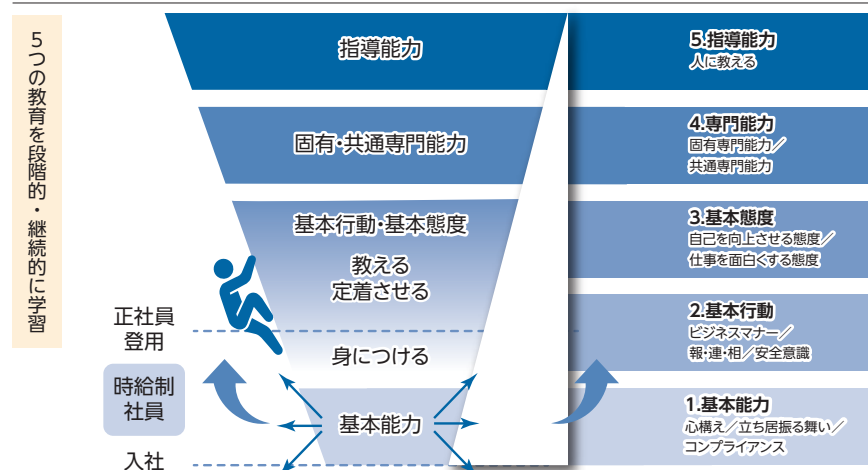 5つの教育を段階的・継続的に学習
指導能力
固有・共通専門能力
基本行動・基本態度
教える
定着させる
身につける
基本能力
正社員
登用
時給制
社員
入社
5.指導能力
人に教える
4.専門能力
固有専門能力／
共通専門能力
3.基本態度
自己を向上させる態度／
仕事を面白くする態度
2.基本行動
ビジネスマナー／
報・連・相／安全意識
1.基本能力
心構え／立ち居振る舞い／
コンプライアンス